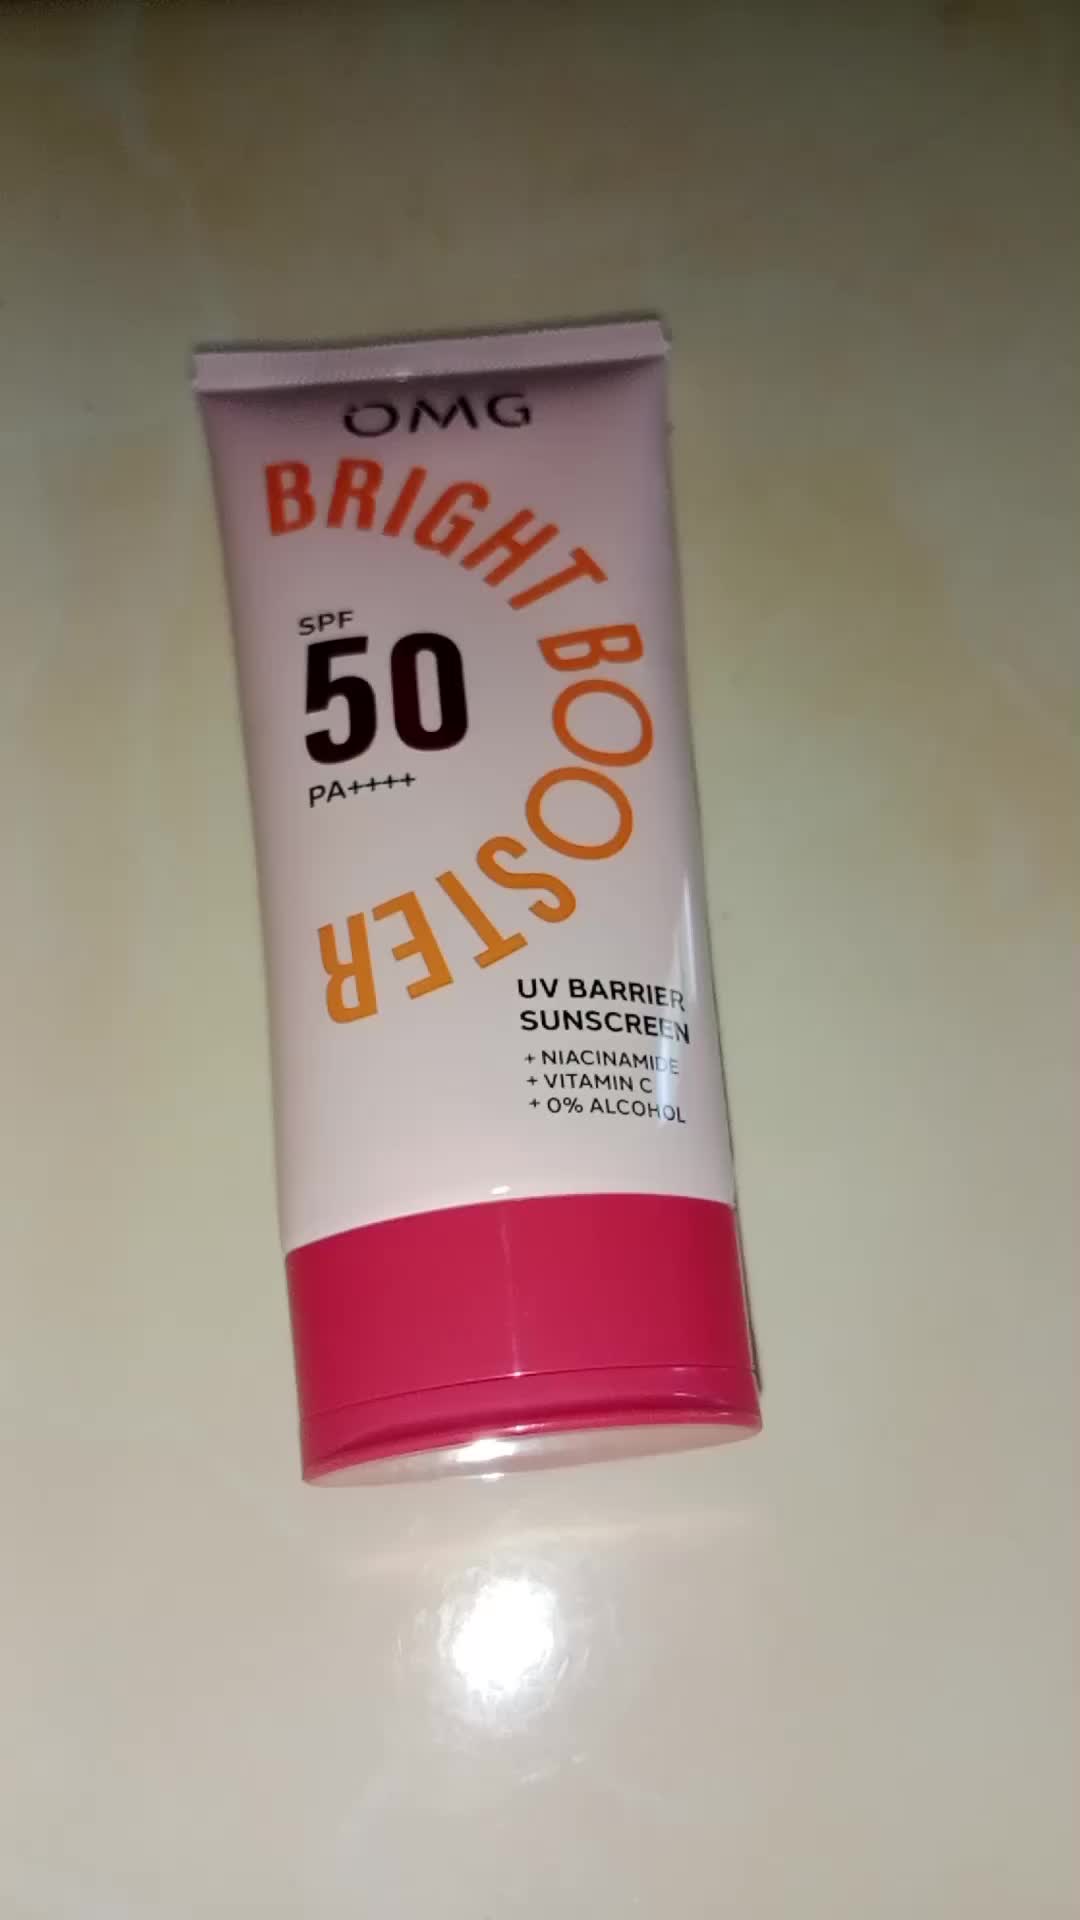 OMG
BRIGHT BOOSTER
SPF
50
PA++++
UV BARRIER
SUNSCREEN
+ NIACINAMIDE
+ VITAMIN C
+ 0% ALCOHOL